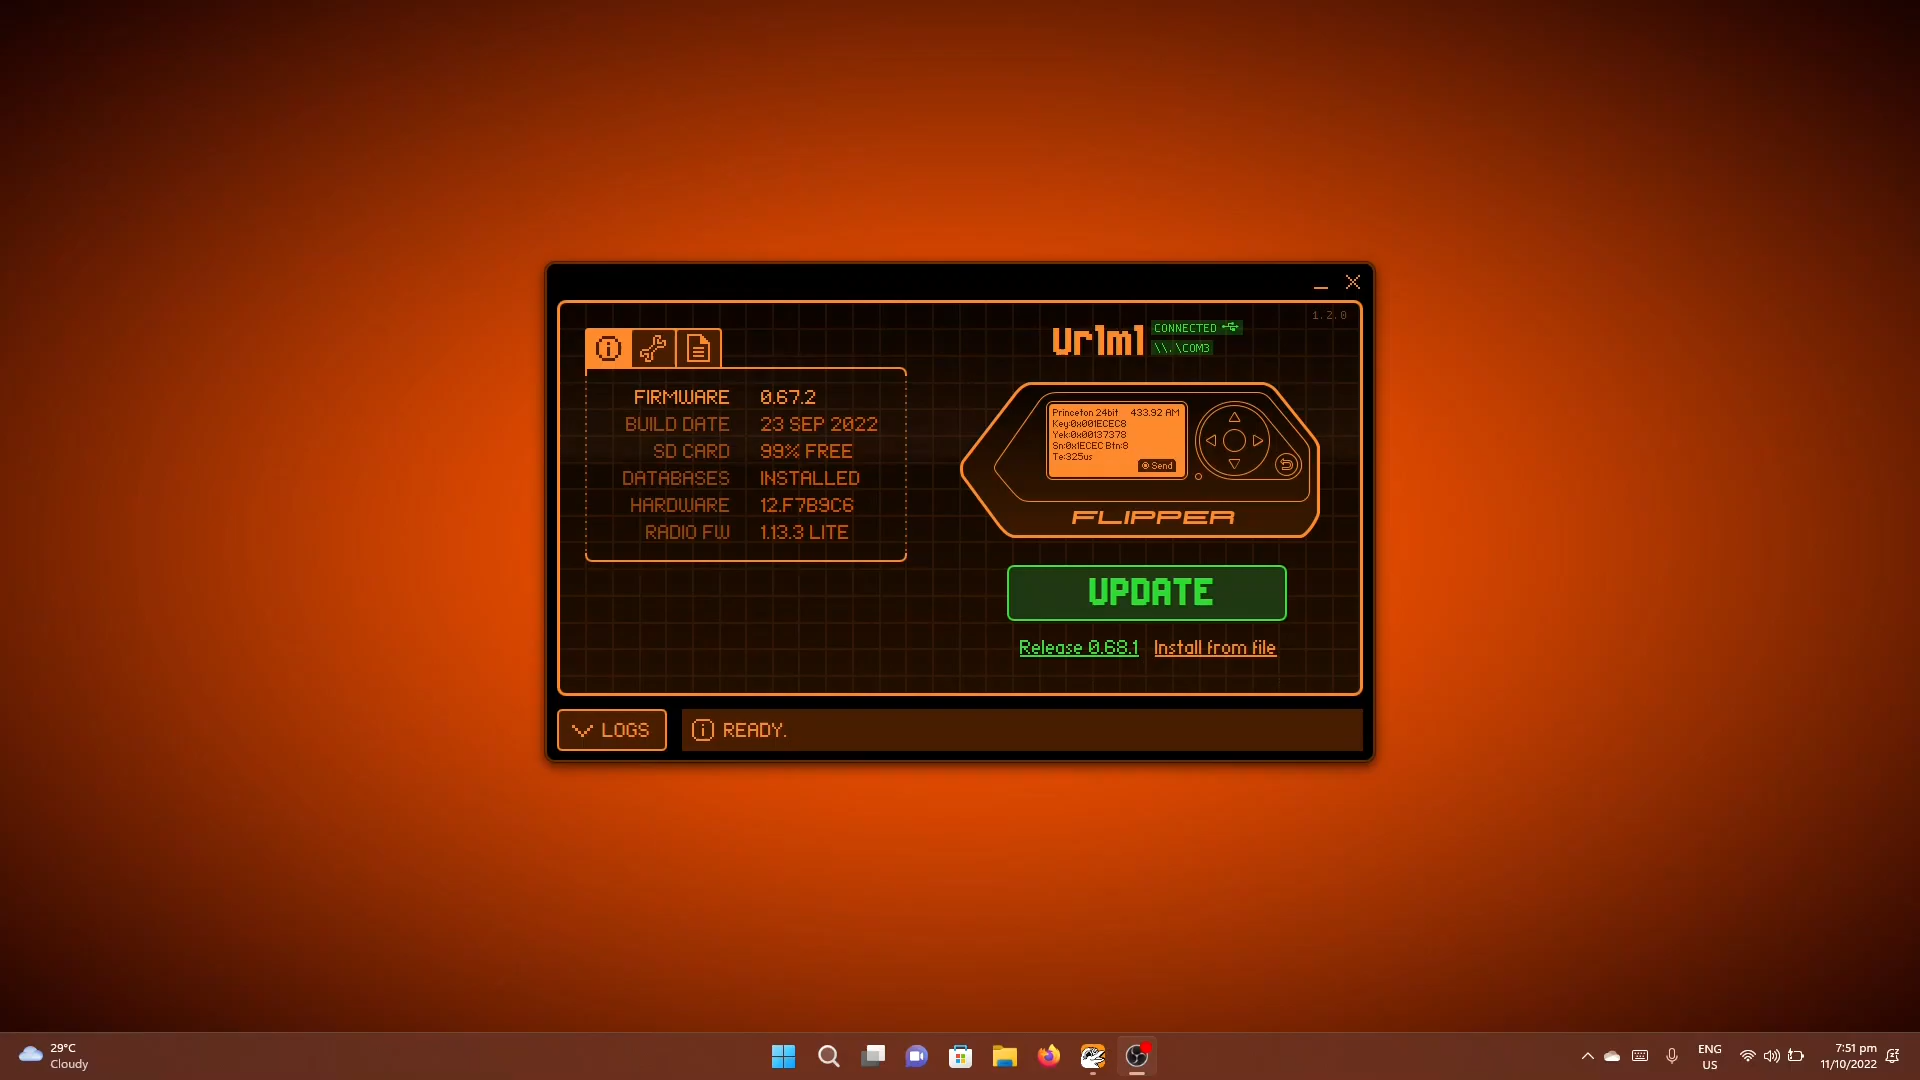 1.2.0
Vr1m1
CONNECTED
\\.\COM3
FIRMWARE 0.67.2
BUILD DATE 23 SEP 2022
SD CARD 99% FREE
DATABASES INSTALLED
HARDWARE 12.F7B9C6
RADIO FW 1.13.3 LITE
Princeton 24bit 433.92 AM
Key:0x001ECEC8
Yek:0x00137378
Sn:0x1ECEC Btn:8
Te:325us
Send
FLIPPER
UPDATE
Release 0.68.1 Install from file
LOGS
READY.
29°C
Cloudy
ENG
US
7:51 pm
11/10/2022